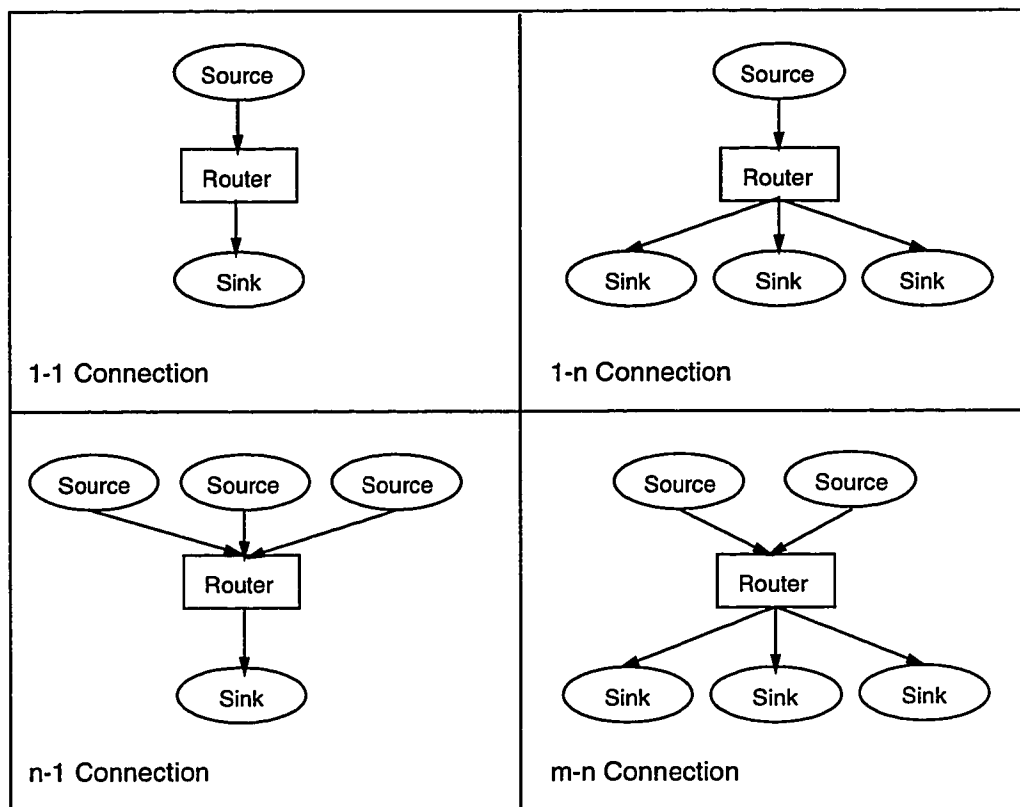 Source
Router
Sink
1-1 Connection
Source
Router
Sink Sink Sink
1-n Connection
Source Source Source
Router
Sink
n-1 Connection
Source Source
Router
Sink Sink Sink
m-n Connection